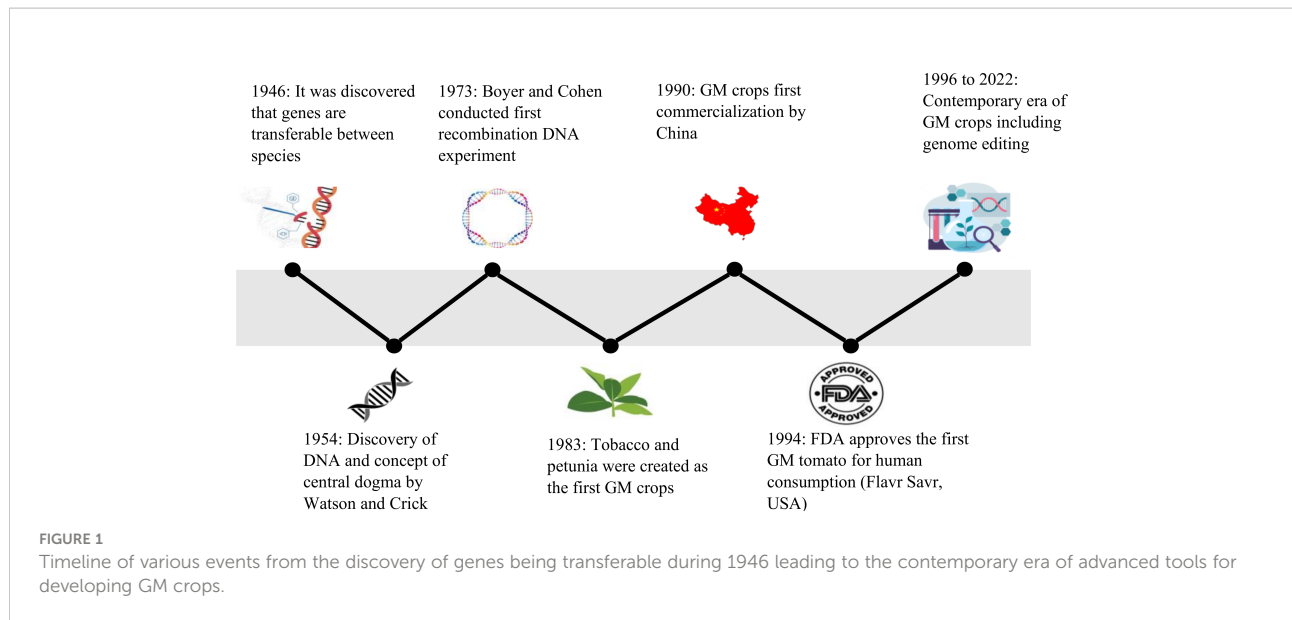 1946: It was discovered
that genes are
transferable between
species
1973: Boyer and Cohen
conducted first
recombination DNA
experiment
1990: GM crops first
commercialization by
China
1996 to 2022:
Contemporary era of
GM crops including
genome editing
1954: Discovery of
DNA and concept of
central dogma by
Watson and Crick
1983: Tobacco and
petunia were created as
the first GM crops
APPROVED
FDA
APPROVED
1994: FDA approves the first
GM tomato for human
consumption (Flavr Savr,
USA)
FIGURE 1
Timeline of various events from the discovery of genes being transferable during 1946 leading to the contemporary era of advanced tools for
developing GM crops.